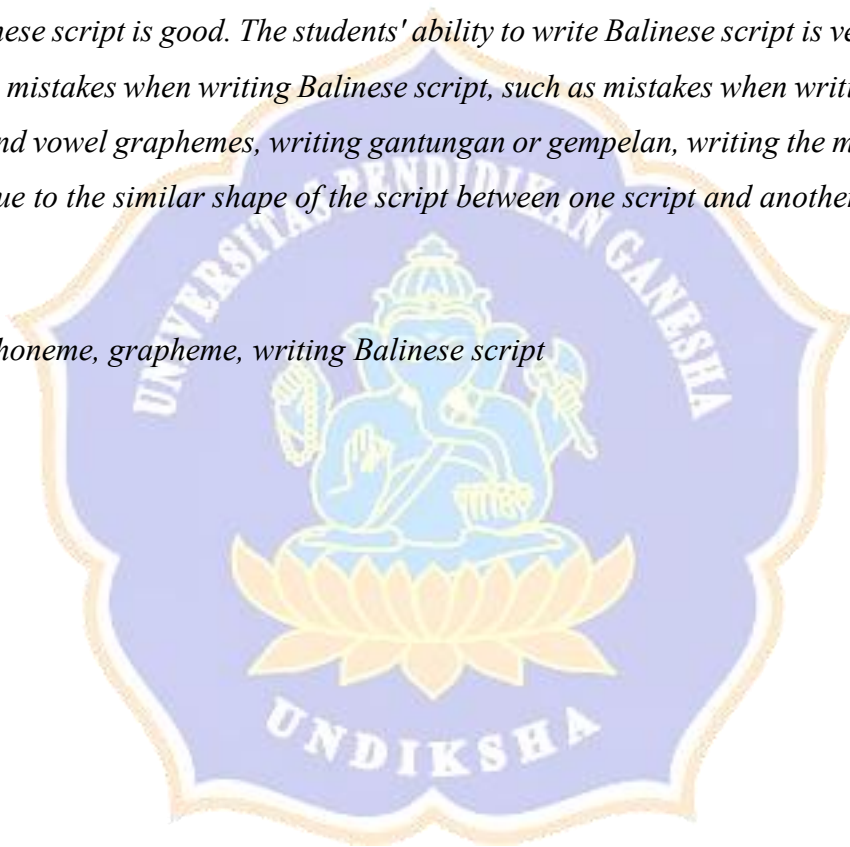 nese script is good. The students' ability to write Balinese script is ve
mistakes when writing Balinese script, such as mistakes when writi
nd vowel graphemes, writing gantungan or gempelan, writing the m
ue to the similar shape of the script between one script and another
honeme, grapheme, writing Balinese script
UNIVERSITAS PENDIDIKAN GANESHA
UNDIKSHA